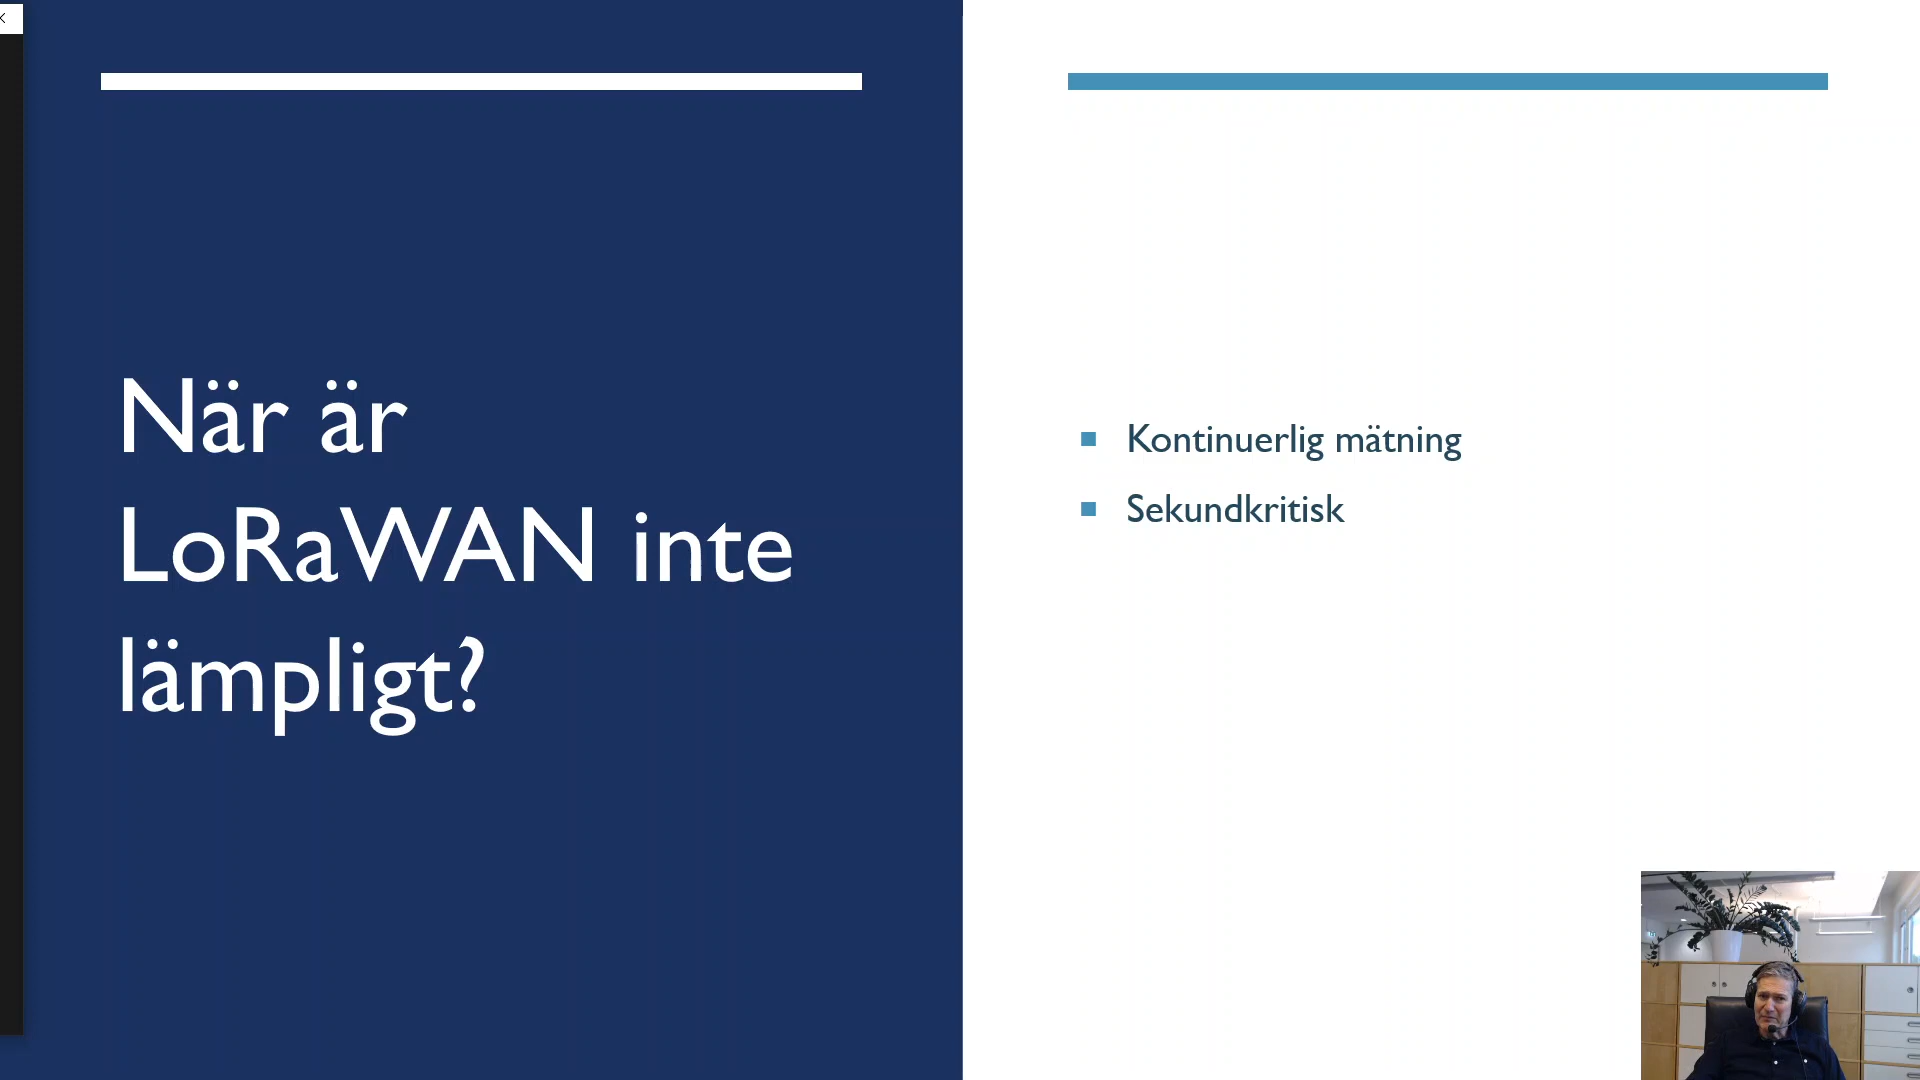 När är
LoRaWAN inte
lämpligt?
Kontinuerlig mätning
Sekundkritisk